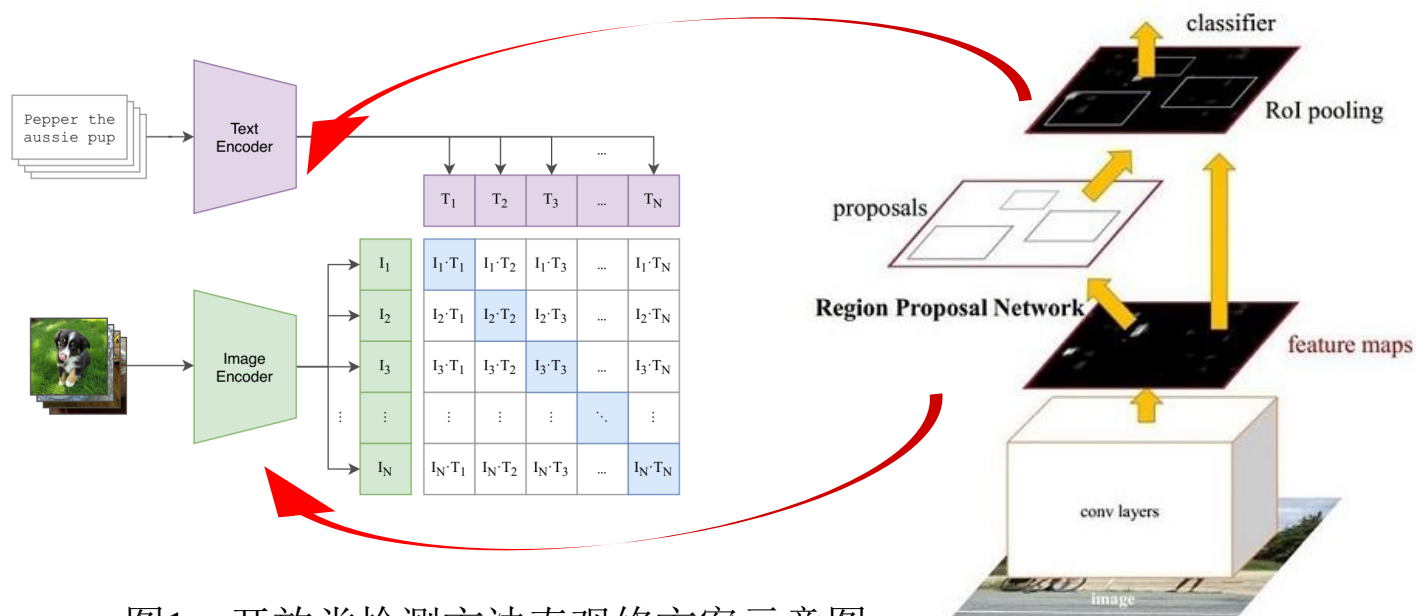 Pepper the
aussie pup
Text
Encoder
...
T1 T2 T3 ... TN
Image
Encoder
I1 I1·T1 I1·T2 I1·T3 ... I1·TN
I2 I2·T1 I2·T2 I2·T3 ... I2·TN
I3 I3·T1 I3·T2 I3·T3 ... I3·TN
⋮ ⋮ ⋮ ⋮ ⋮ ⋱ ⋮
IN IN·T1 IN·T2 IN·T3 ... IN·TN
classifier
RoI pooling
proposals
Region Proposal Network
feature maps
conv layers
image